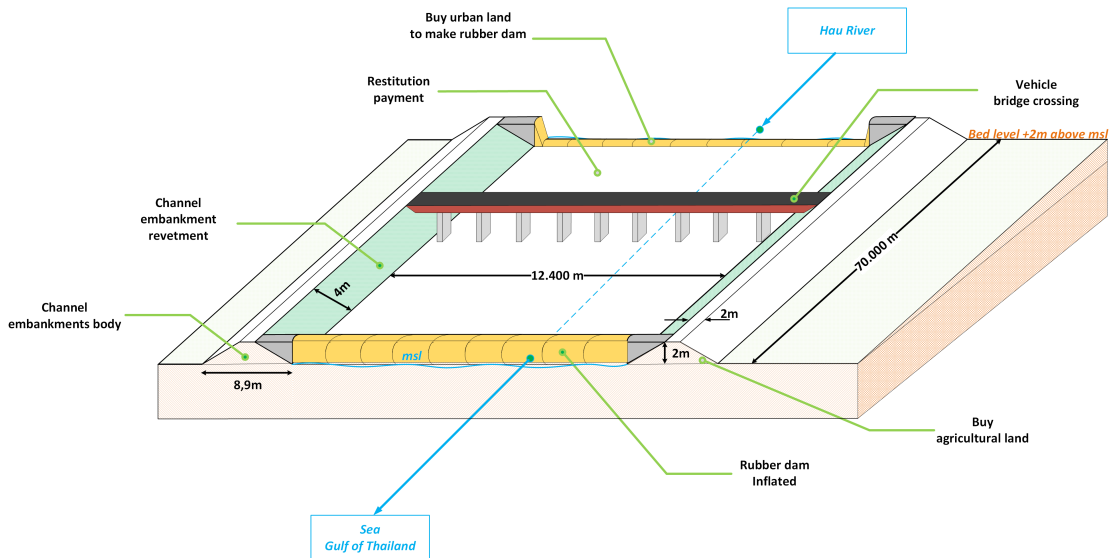 Buy urban land
to make rubber dam
Hau River
Restitution
payment
Vehicle
bridge crossing
Bed level +2m above msl
Channel
embankment
revetment
12.400 m
70.000 m
4m
Channel
embankments body
2m
msl
2m
8,9m
Buy
agricultural land
Rubber dam
Inflated
Sea
Gulf of Thailand